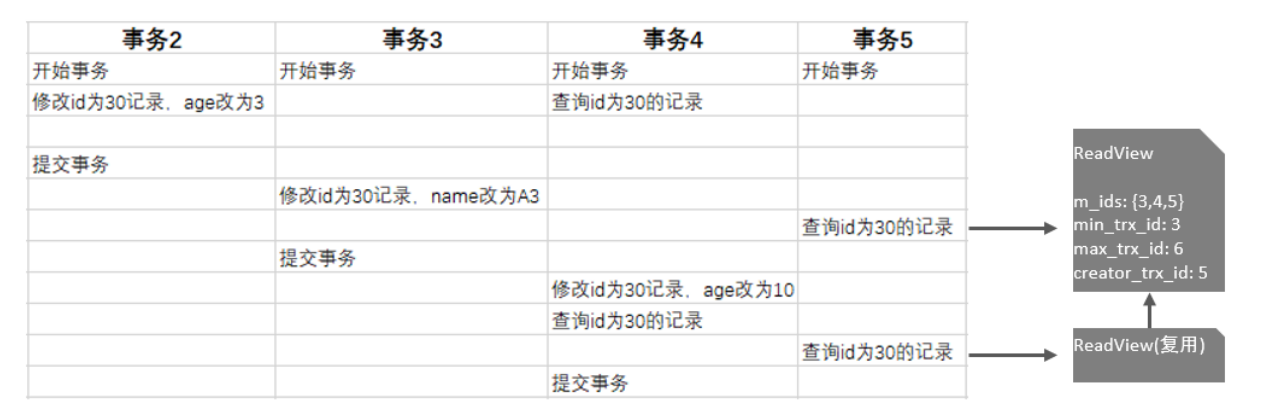 事务2 事务3 事务4 事务5
开始事务 开始事务 开始事务 开始事务
修改id为30记录，age改为3 查询id为30的记录
提交事务
修改id为30记录，name改为A3
查询id为30的记录
提交事务
修改id为30记录，age改为10
查询id为30的记录
查询id为30的记录
提交事务
ReadView
m_ids: {3,4,5}
min_trx_id: 3
max_trx_id: 6
creator_trx_id: 5
ReadView(复用)